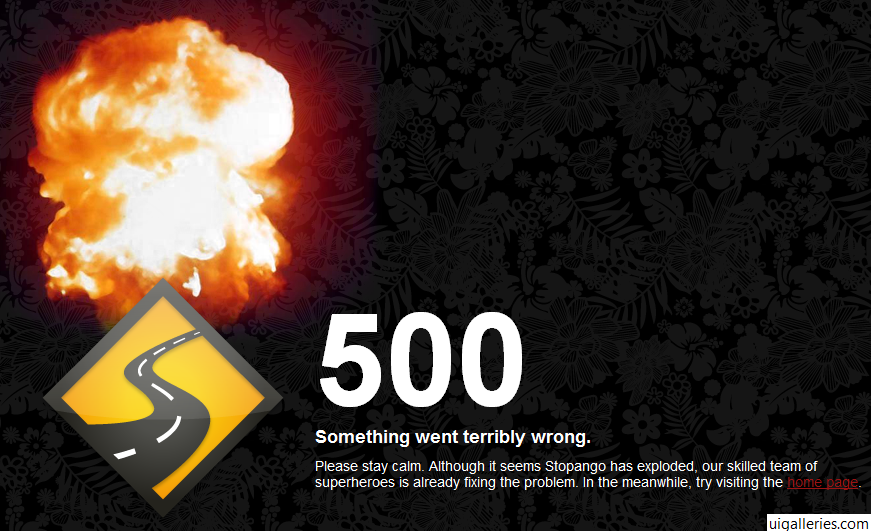 500
Something went terribly wrong.
Please stay calm. Although it seems Stopango has exploded, our skilled team of
superheroes is already fixing the problem. In the meanwhile, try visiting the home page.
uigalleries.com